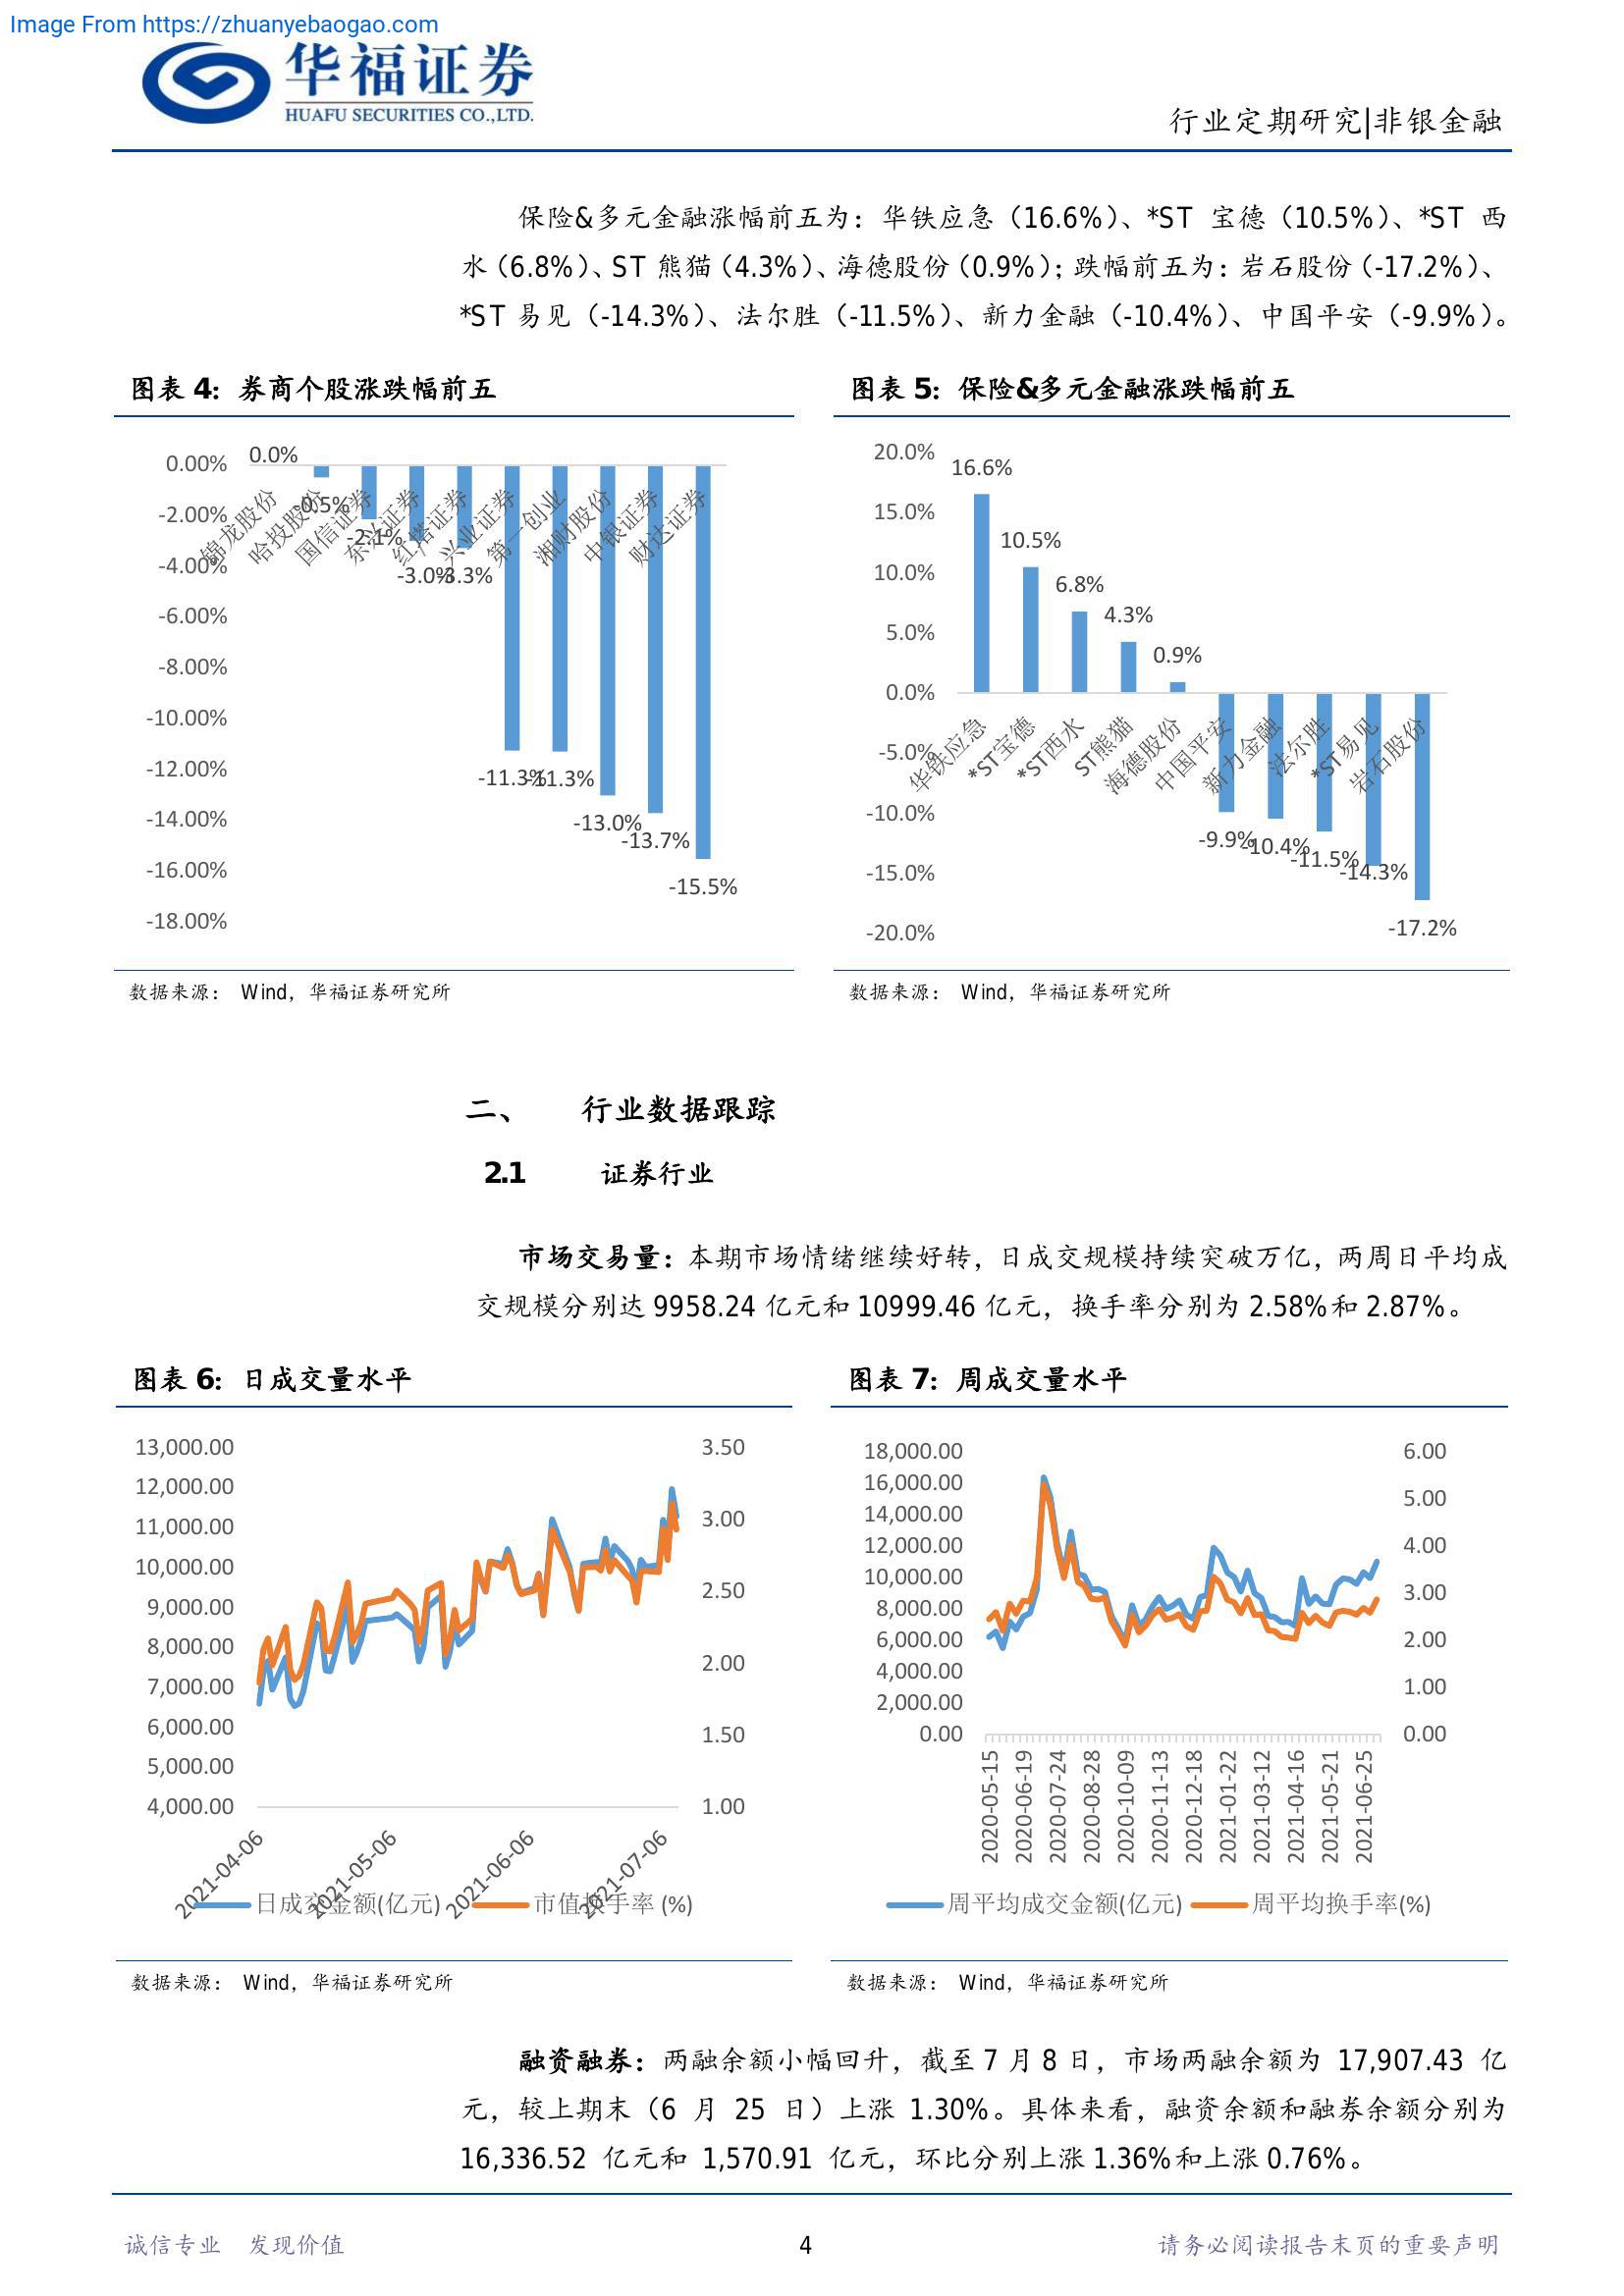 Image From https://zhuanyebaogao.com
华福证券
HUAFU SECURITIES CO.,LTD.
行业定期研究|非银金融
保险&多元金融涨幅前五为：华铁应急（16.6%）、*ST 宝德（10.5%）、*ST 西
水（6.8%）、ST 熊猫（4.3%）、海德股份（0.9%）；跌幅前五为：岩石股份（-17.2%）、
*ST 易见（-14.3%）、法尔胜（-11.5%）、新力金融（-10.4%）、中国平安（-9.9%）。
图表 4：券商个股涨跌幅前五
0.00%
-2.00%
-4.00%
-6.00%
-8.00%
-10.00%
-12.00%
-14.00%
-16.00%
-18.00%
0.0%
-0.5%
-2.1%
-3.0%
-3.3%
-11.3%
-11.3%
-13.0%
-13.7%
-15.5%
锦龙股份
哈投股份
国信证券
东兴证券
红塔证券
兴业证券
第一创业
湘财股份
中银证券
财达证券
数据来源： Wind，华福证券研究所
图表 5：保险&多元金融涨跌幅前五
20.0%
15.0%
10.0%
5.0%
0.0%
-5.0%
-10.0%
-15.0%
-20.0%
16.6%
10.5%
6.8%
4.3%
0.9%
-9.9%
-10.4%
-11.5%
-14.3%
-17.2%
华铁应急
*ST宝德
*ST西水
ST熊猫
海德股份
中国平安
新力金融
法尔胜
*ST易见
岩石股份
数据来源： Wind，华福证券研究所
二、 行业数据跟踪
2.1 证券行业
市场交易量：本期市场情绪继续好转，日成交规模持续突破万亿，两周日平均成
交规模分别达 9958.24 亿元和 10999.46 亿元，换手率分别为 2.58%和 2.87%。
图表 6：日成交量水平
13,000.00
12,000.00
11,000.00
10,000.00
9,000.00
8,000.00
7,000.00
6,000.00
5,000.00
4,000.00
3.50
3.00
2.50
2.00
1.50
1.00
2021-04-06
2021-05-06
2021-06-06
2021-07-06
日成交金额(亿元)
市值换手率 (%)
数据来源： Wind，华福证券研究所
图表 7：周成交量水平
18,000.00
16,000.00
14,000.00
12,000.00
10,000.00
8,000.00
6,000.00
4,000.00
2,000.00
0.00
6.00
5.00
4.00
3.00
2.00
1.00
0.00
2020-05-15
2020-06-19
2020-07-24
2020-08-28
2020-10-09
2020-11-13
2020-12-18
2021-01-22
2021-03-12
2021-04-16
2021-05-21
2021-06-25
周平均成交金额(亿元)
周平均换手率(%)
数据来源： Wind，华福证券研究所
融资融券：两融余额小幅回升，截至 7 月 8 日，市场两融余额为 17,907.43 亿
元，较上期末（6 月 25 日）上涨 1.30%。具体来看，融资余额和融券余额分别为
16,336.52 亿元和 1,570.91 亿元，环比分别上涨 1.36%和上涨 0.76%。
诚信专业 发现价值
4
请务必阅读报告末页的重要声明